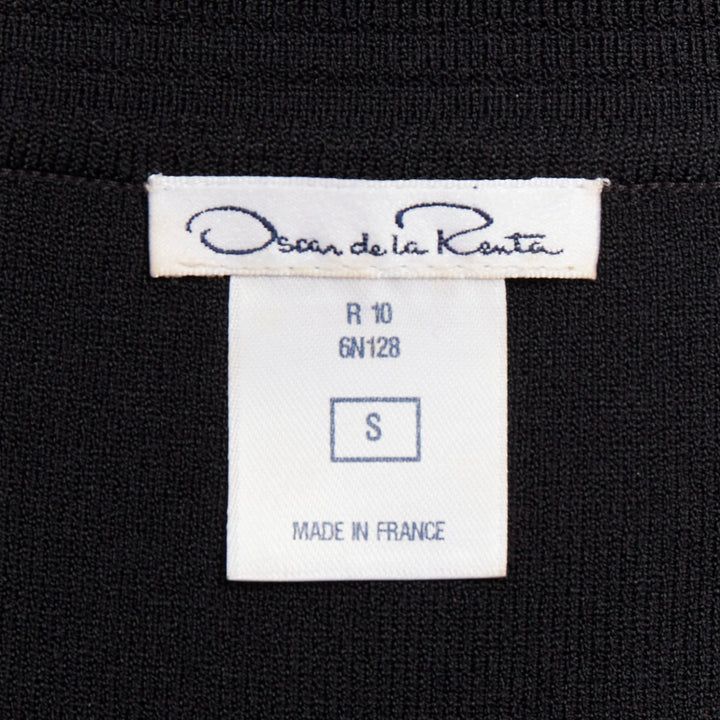 Oscar de la Renta
R 10
6N128
S
MADE IN FRANCE